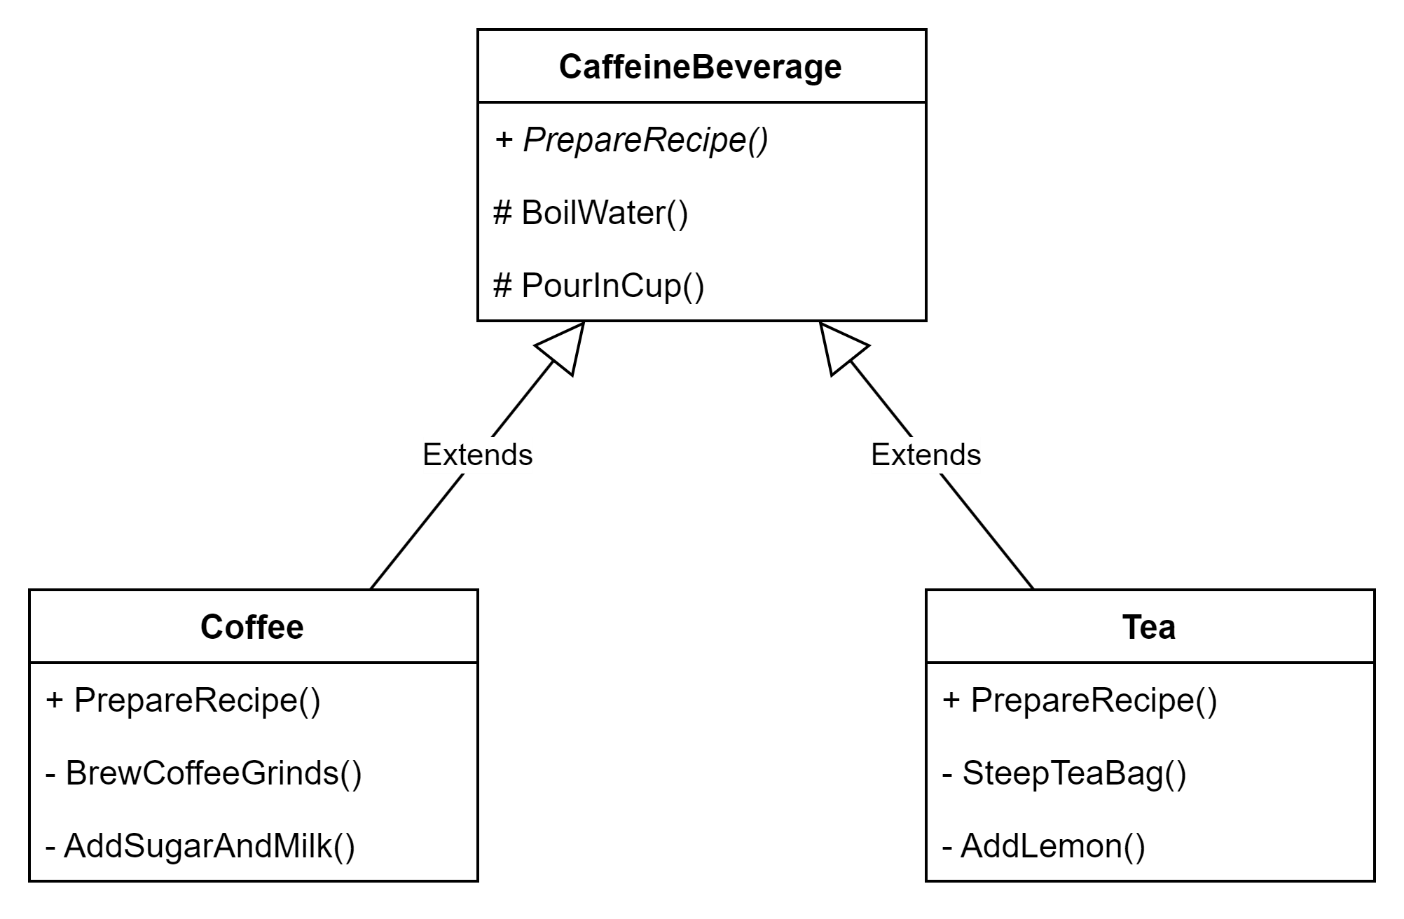 CaffeineBeverage
+ PrepareRecipe()
# BoilWater()
# PourInCup()
Extends
Extends
Coffee
+ PrepareRecipe()
- BrewCoffeeGrinds()
- AddSugarAndMilk()
Tea
+ PrepareRecipe()
- SteepTeaBag()
- AddLemon()